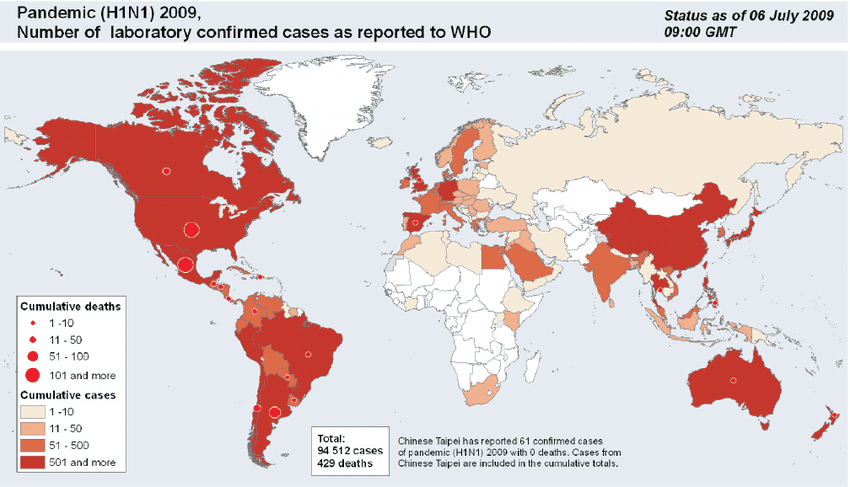 Pandemic (H1N1) 2009,
Number of laboratory confirmed cases as reported to WHO
Status as of 06 July 2009
09:00 GMT
Cumulative deaths
1 -10
11 - 50
51 - 100
101 and more
Cumulative cases
1 -10
11 - 50
51 - 500
501 and more
Total:
94 512 cases
429 deaths
Chinese Taipei has reported 61 confirmed cases
of pandemic (H1N1) 2009 with 0 deaths. Cases from
Chinese Taipei are included in the cumulative totals.